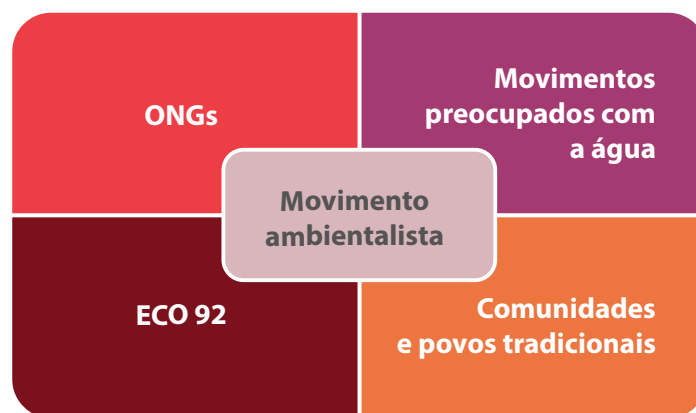 ONGs
Movimentos
preocupados com
a água
Movimento
ambientalista
ECO 92
Comunidades
e povos tradicionais